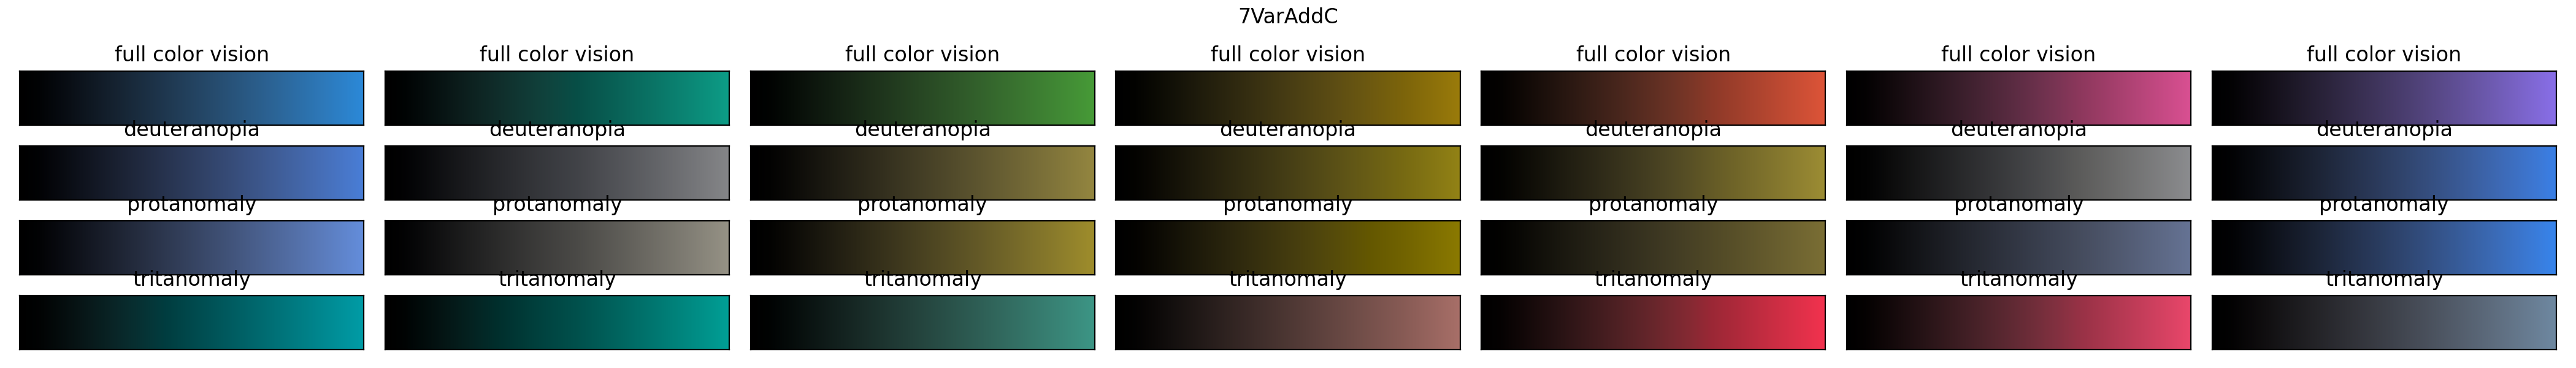 7VarAddC
full color vision full color vision full color vision full color vision full color vision full color vision full color vision
deuteranopia deuteranopia deuteranopia deuteranopia deuteranopia deuteranopia deuteranopia
protanomaly protanomaly protanomaly protanomaly protanomaly protanomaly protanomaly
tritanomaly tritanomaly tritanomaly tritanomaly tritanomaly tritanomaly tritanomaly